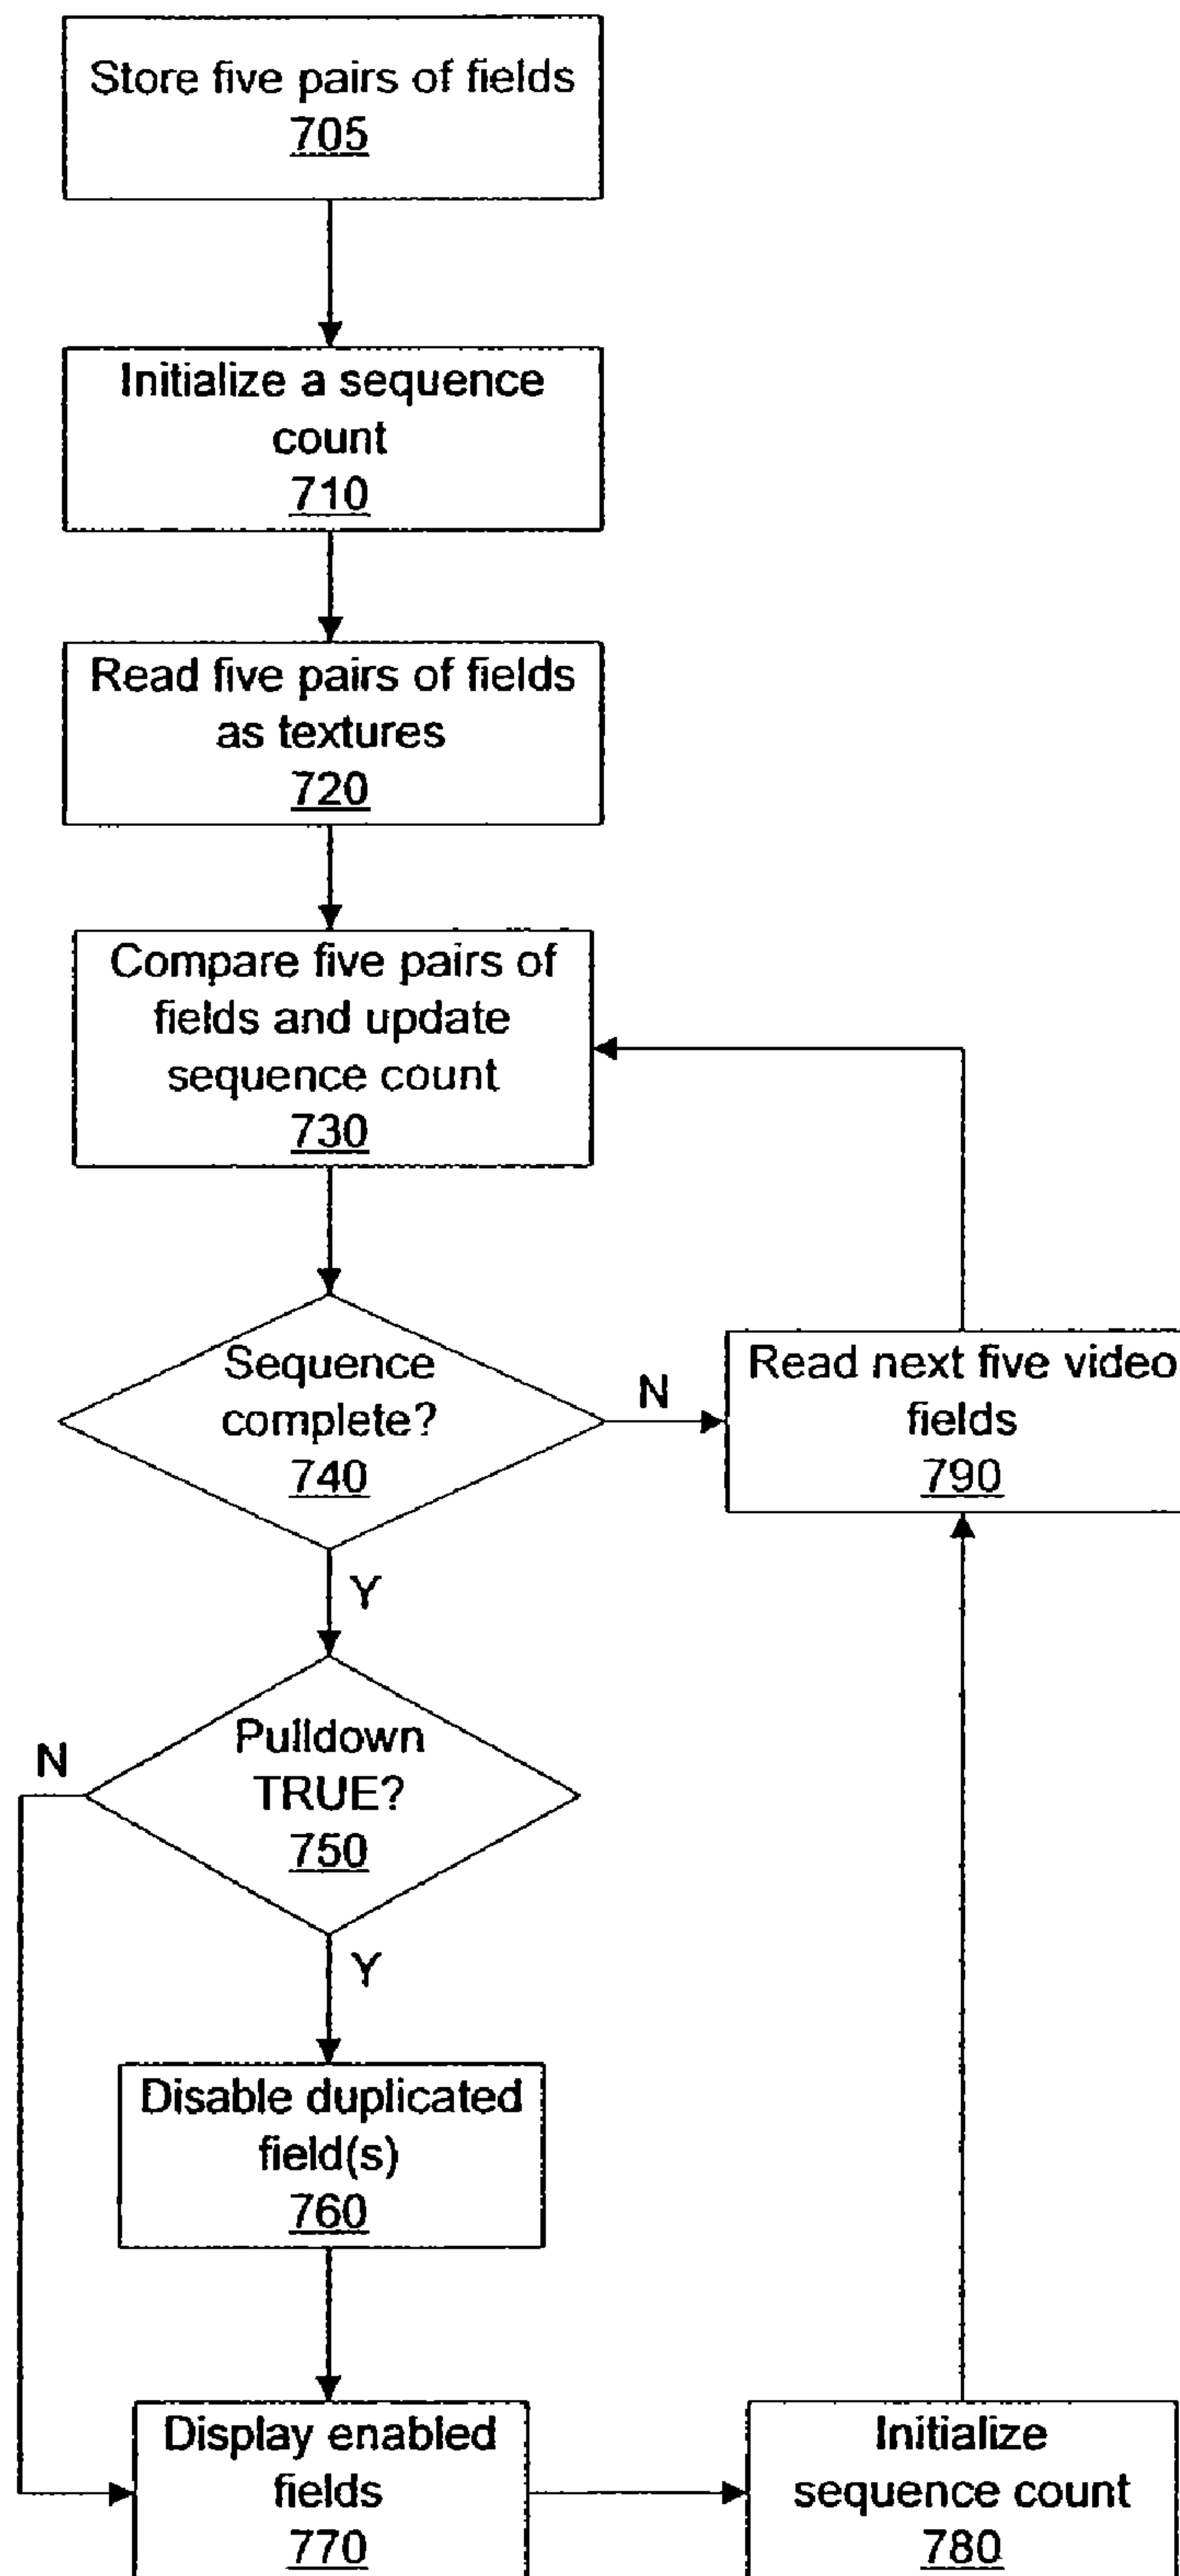 Store five pairs of fields
705
Initialize a sequence
count
710
Read five pairs of fields
as textures
720
Compare five pairs of
fields and update
sequence count
730
Sequence
complete?
740
N
Read next five video
fields
790
Y
Pulldown
TRUE?
750
N
Y
Disable duplicated
field(s)
760
Display enabled
fields
770
Initialize
sequence count
780